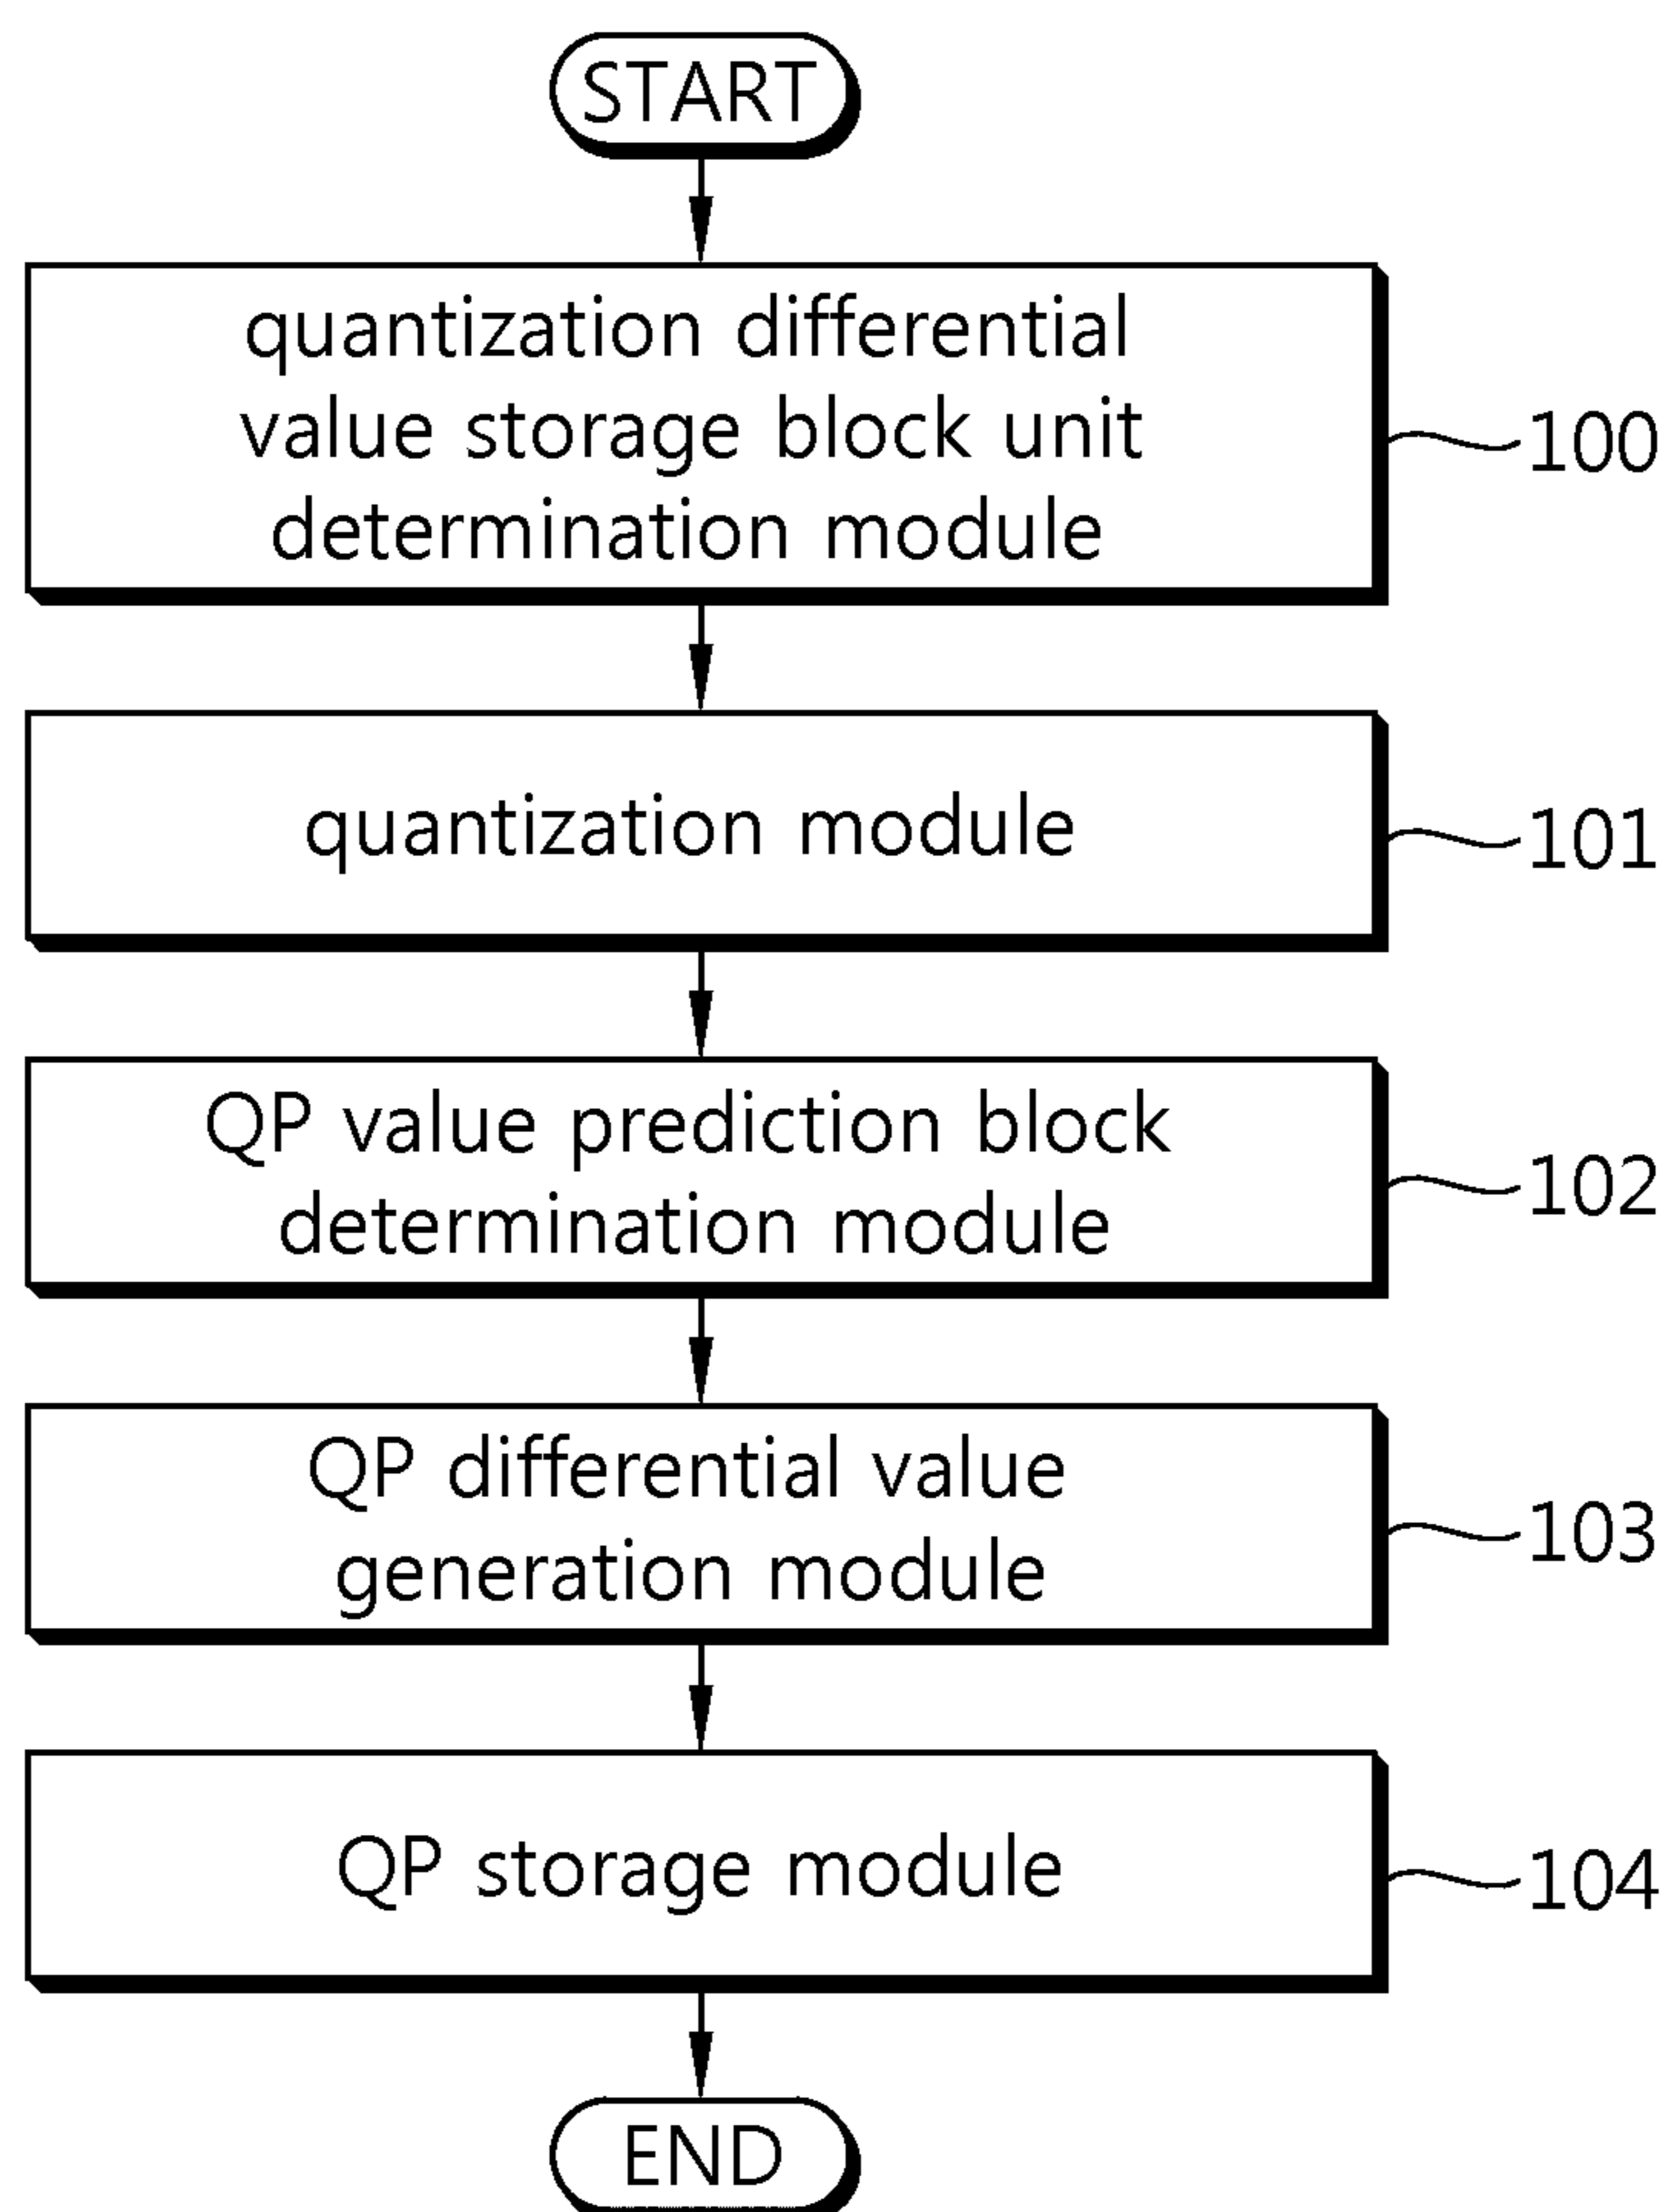 START
quantization differential
value storage block unit
determination module
100
quantization module
101
QP value prediction block
determination module
102
QP differential value
generation module
103
QP storage module
104
END